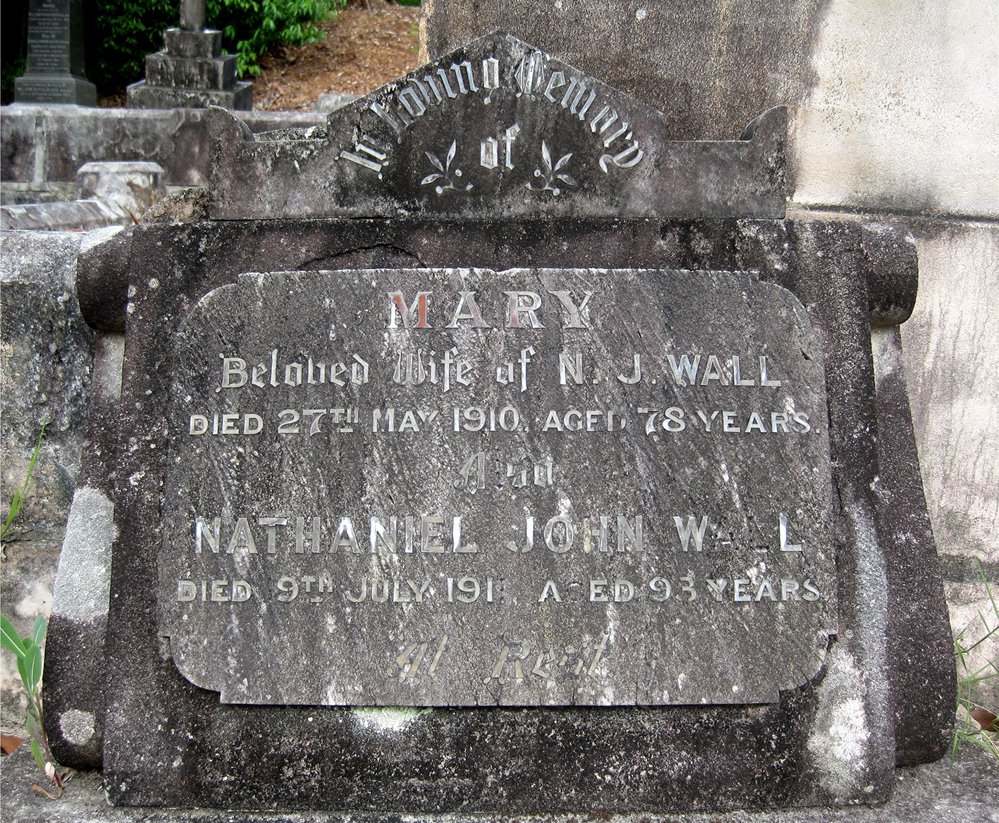 In Loving Memory
of
MARY
Beloved Wife of N. J. WALL
DIED 27TH MAY 1910, AGED 78 YEARS.
Also
NATHANIEL JOHN WALL
DIED 9TH JULY 1911, AGED 93 YEARS.
At Rest